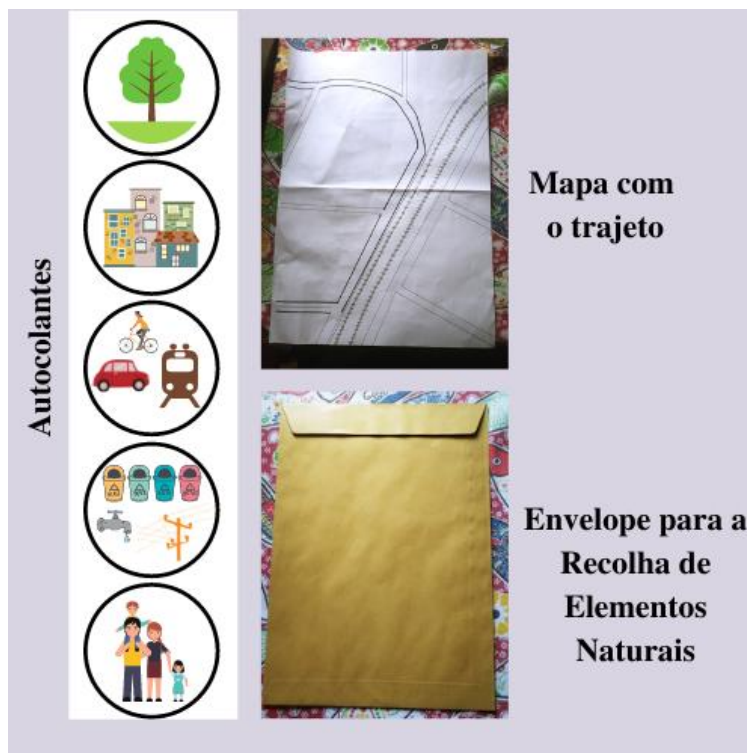 Autocolantes
Mapa com
o trajeto
Envelope para a
Recolha de
Elementos
Naturais